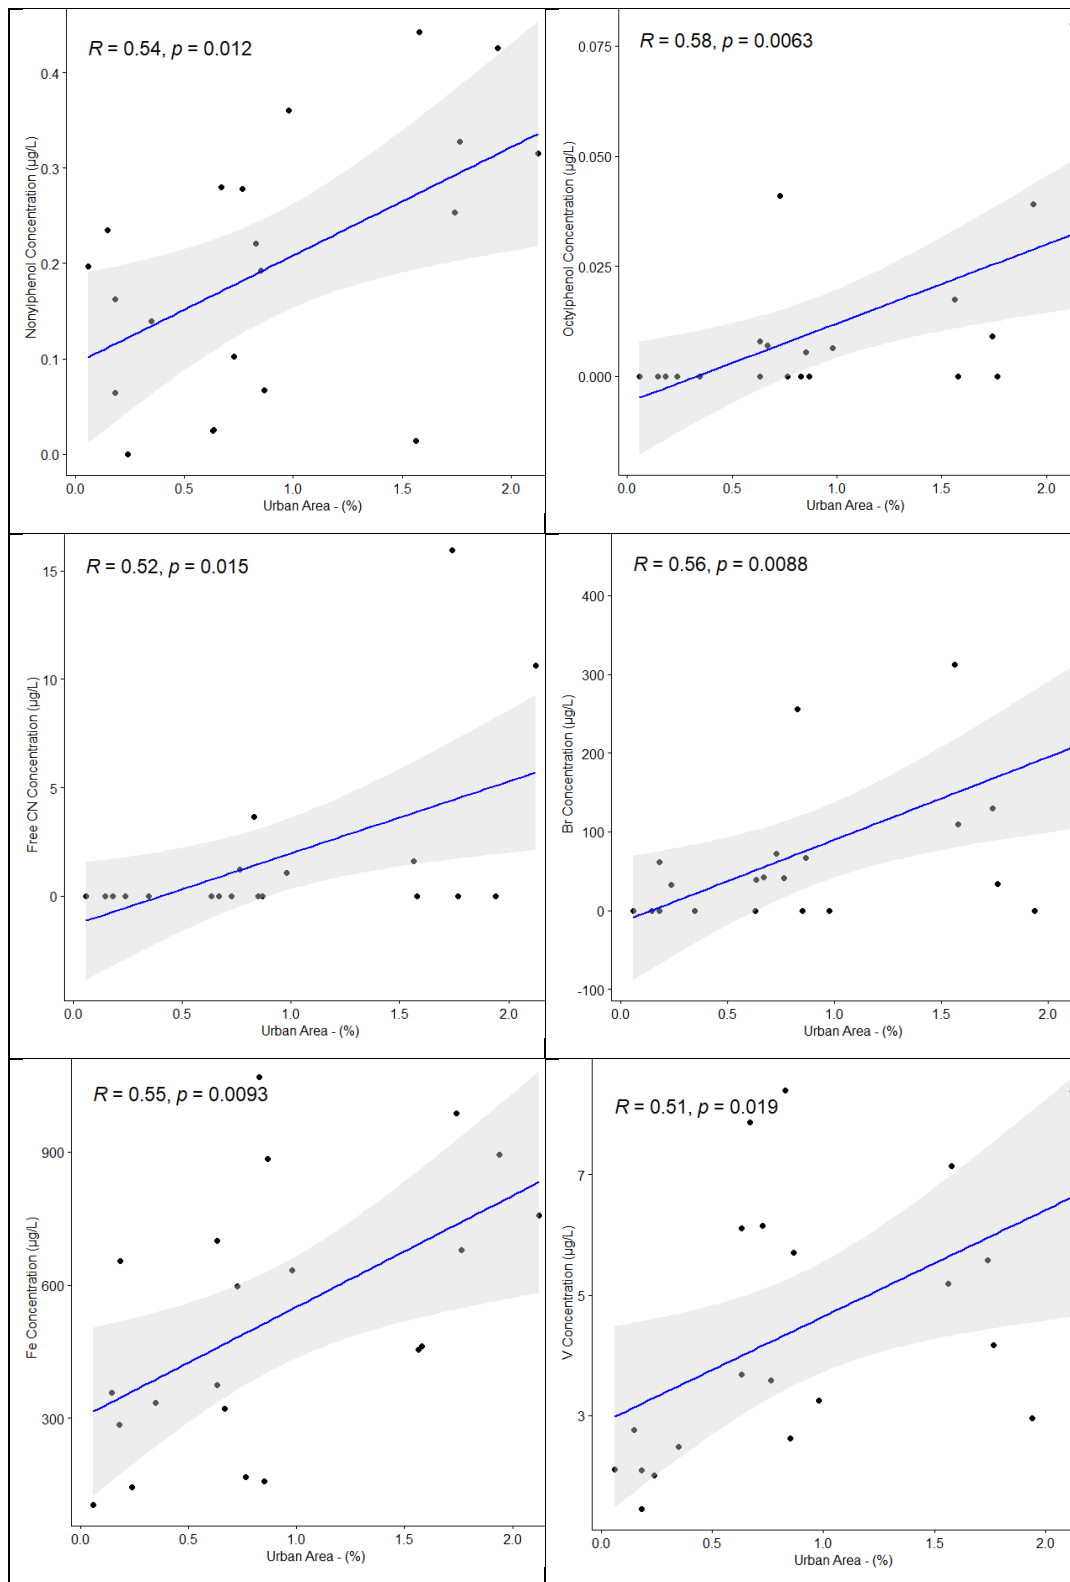 R = 0.54, p = 0.012
0.4
0.3
0.2
0.1
0.0
Nonylphenol Concentration (µg/L)
0.0 0.5 1.0 1.5 2.0
Urban Area - (%)
R = 0.58, p = 0.0063
0.075
0.050
0.025
0.000
Octylphenol Concentration (µg/L)
0.0 0.5 1.0 1.5 2.0
Urban Area - (%)
R = 0.52, p = 0.015
15
10
5
0
Free CN Concentration (µg/L)
0.0 0.5 1.0 1.5 2.0
Urban Area - (%)
R = 0.56, p = 0.0088
400
300
200
100
0
-100
Br Concentration (µg/L)
0.0 0.5 1.0 1.5 2.0
Urban Area - (%)
R = 0.55, p = 0.0093
900
600
300
Fe Concentration (µg/L)
0.0 0.5 1.0 1.5 2.0
Urban Area - (%)
R = 0.51, p = 0.019
7
5
3
V Concentration (µg/L)
0.0 0.5 1.0 1.5 2.0
Urban Area - (%)